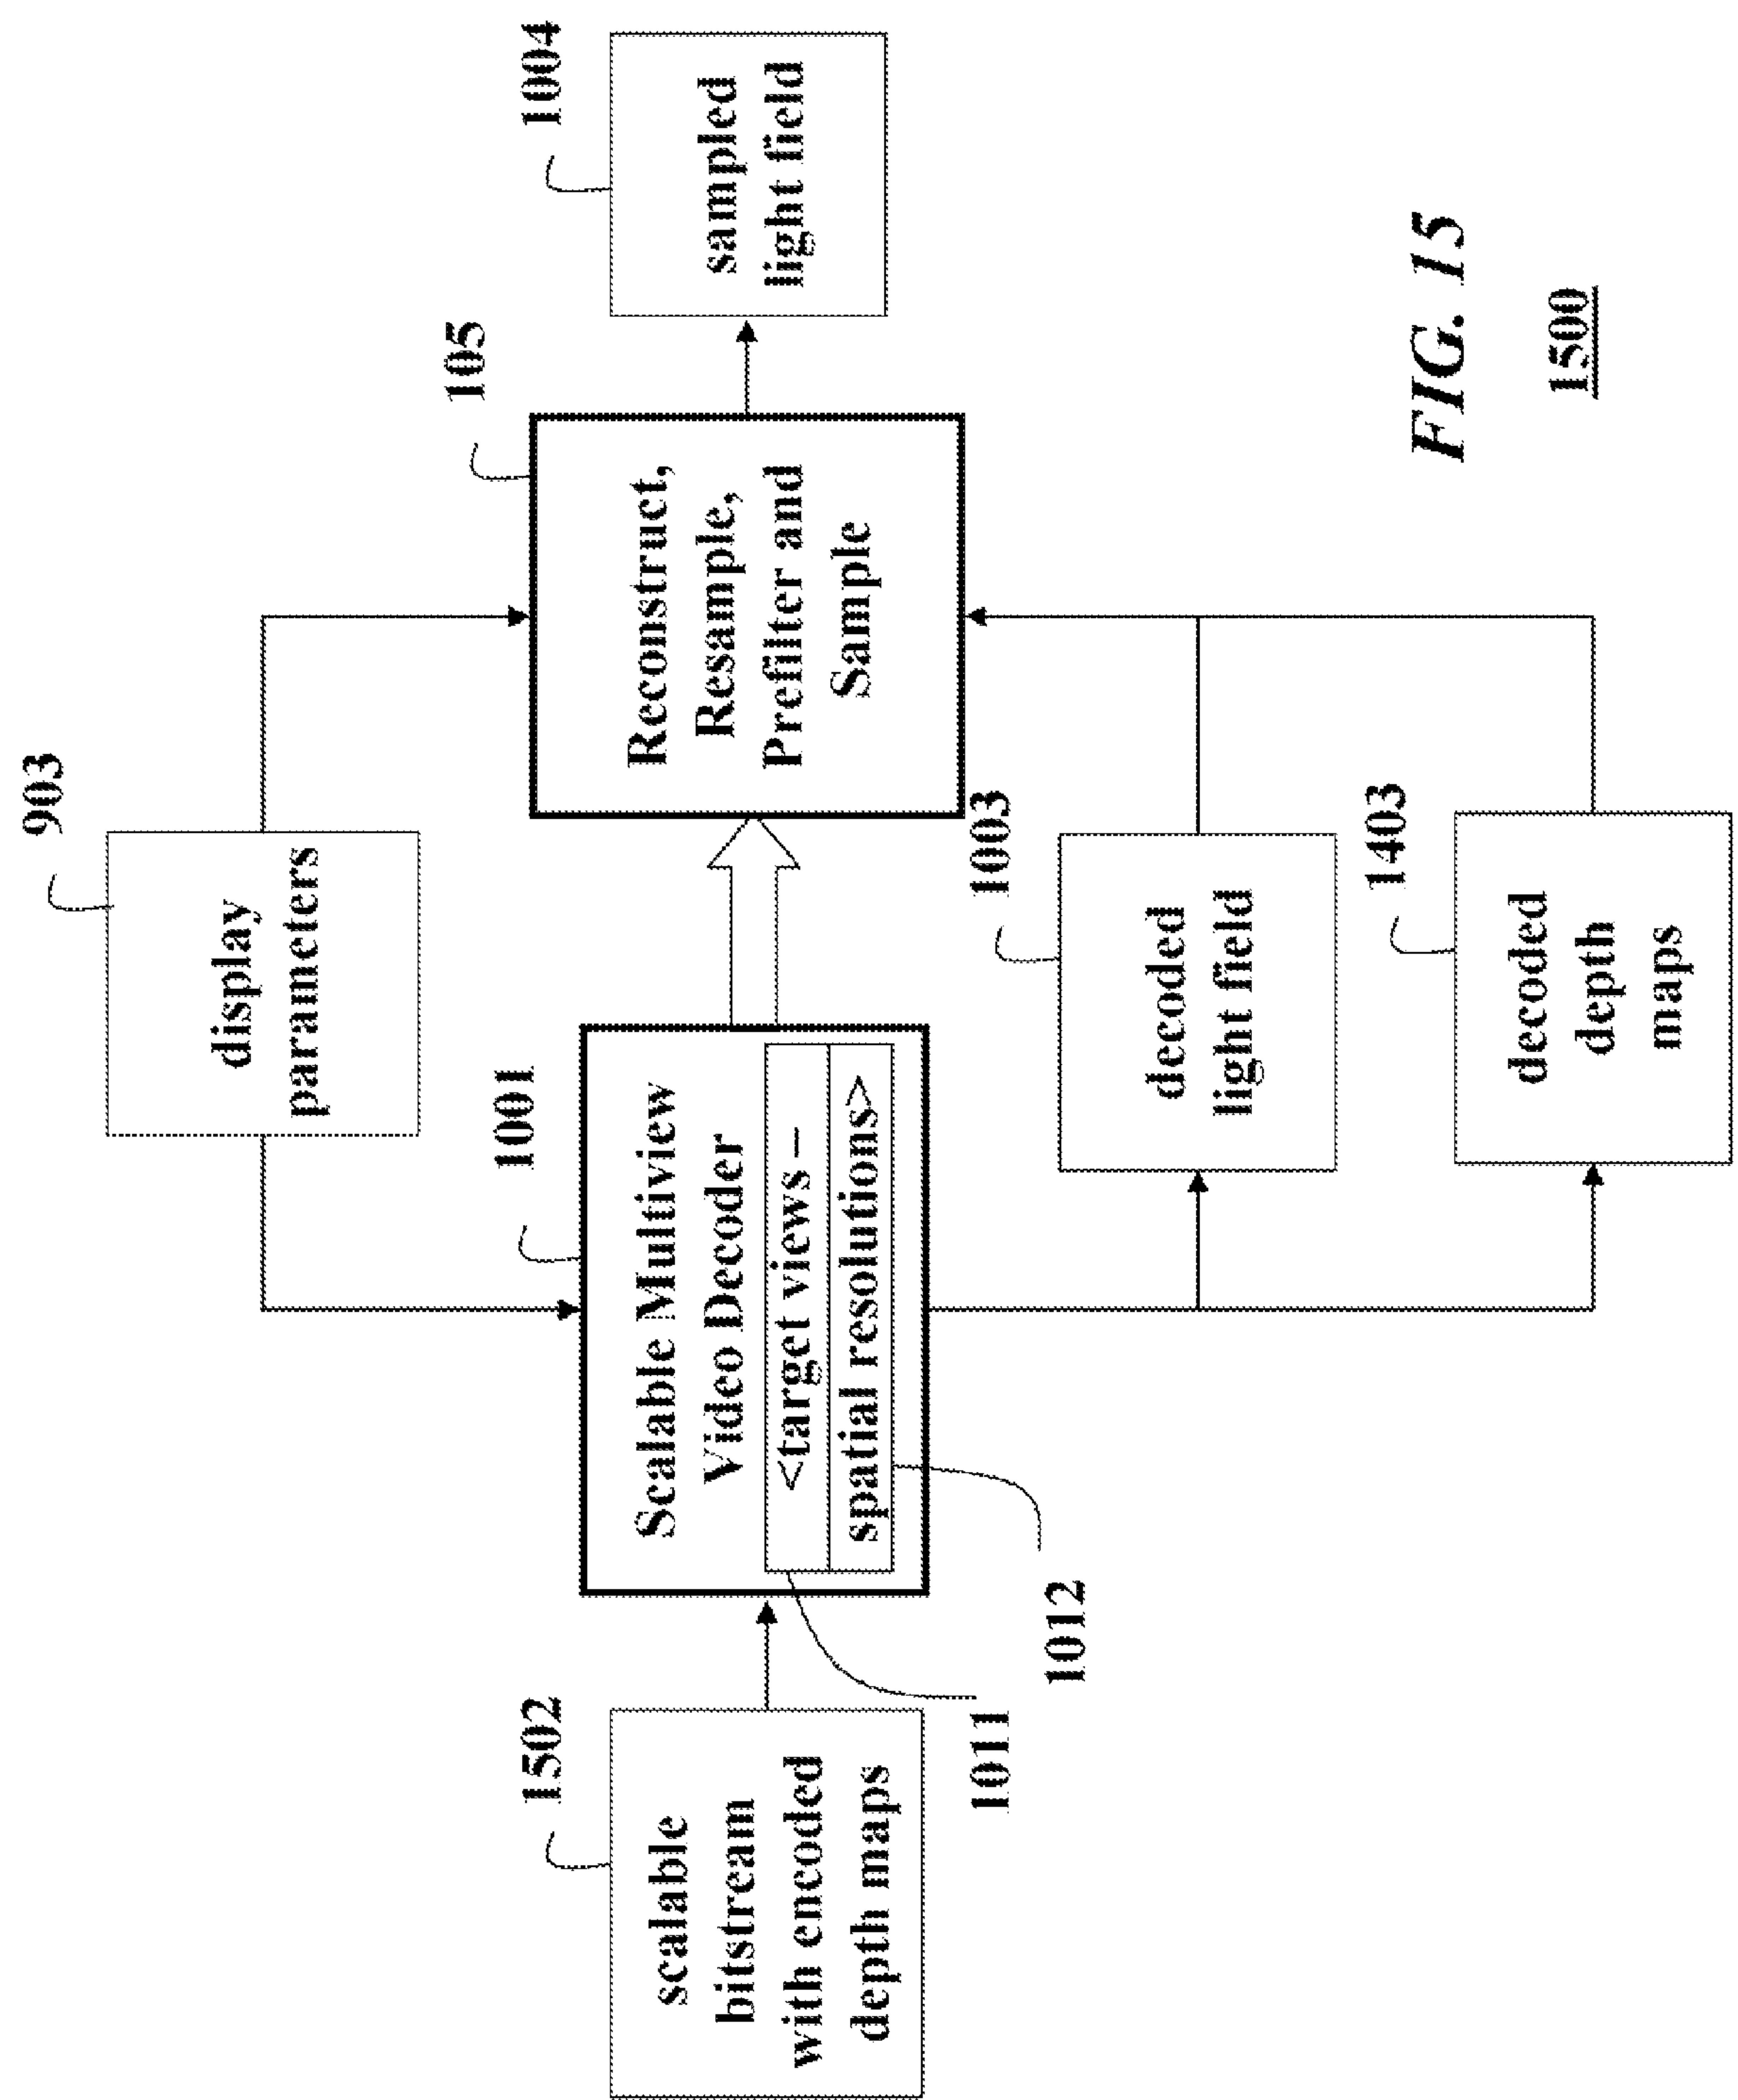 903
display
parameters
1502
scalable
bitstream
with encoded
depth maps
1001
Scalable Multiview
Video Decoder
<target views –
spatial resolutions>
1011
1012
105
Reconstruct,
Resample,
Prefilter and
Sample
1004
sampled
light field
1003
decoded
light field
1403
decoded
depth
maps
FIG. 15
1500